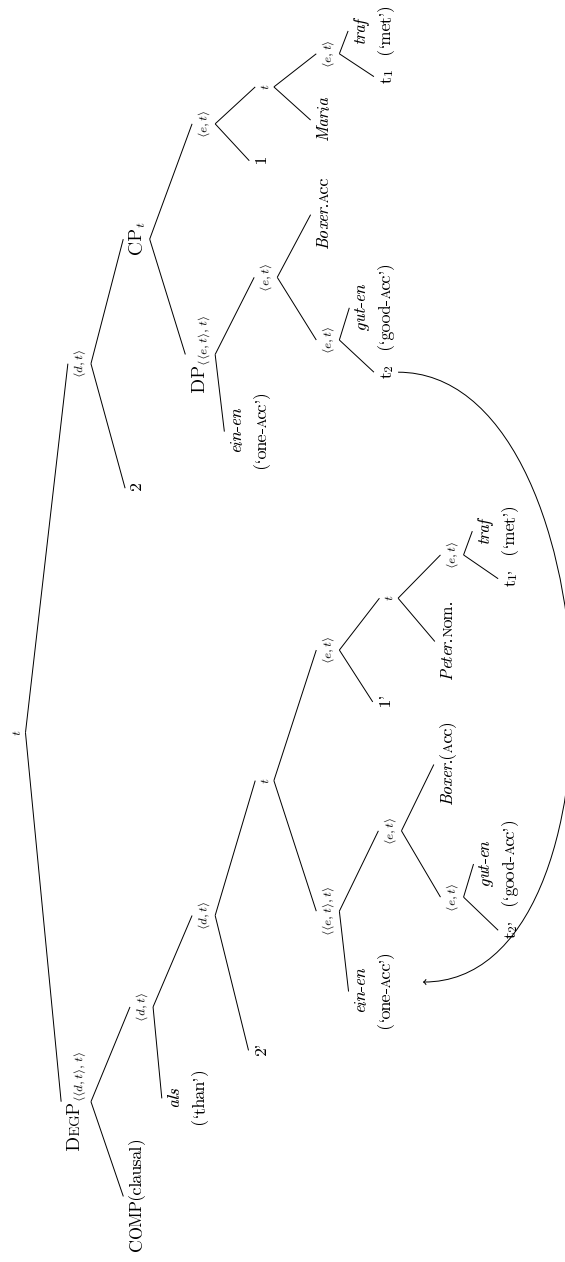 t
DegP⟨⟨d, t⟩, t⟩
COMP(clausal)
⟨d, t⟩
als
(‘than’)
⟨d, t⟩
2’
t
⟨⟨e, t⟩, t⟩
ein-en
(‘one-Acc’)
⟨e, t⟩
⟨e, t⟩
t2’
gut-en
(‘good-Acc’)
Boxer.(Acc)
⟨e, t⟩
1’
t
Peter.Nom.
⟨e, t⟩
t1’
traf
(‘met’)
⟨d, t⟩
2
CPt
DP⟨⟨e, t⟩, t⟩
ein-en
(‘one-Acc’)
⟨e, t⟩
⟨e, t⟩
t2
gut-en
(‘good-Acc’)
Boxer.Acc
⟨e, t⟩
1
t
Maria
⟨e, t⟩
t1
traf
(‘met’)